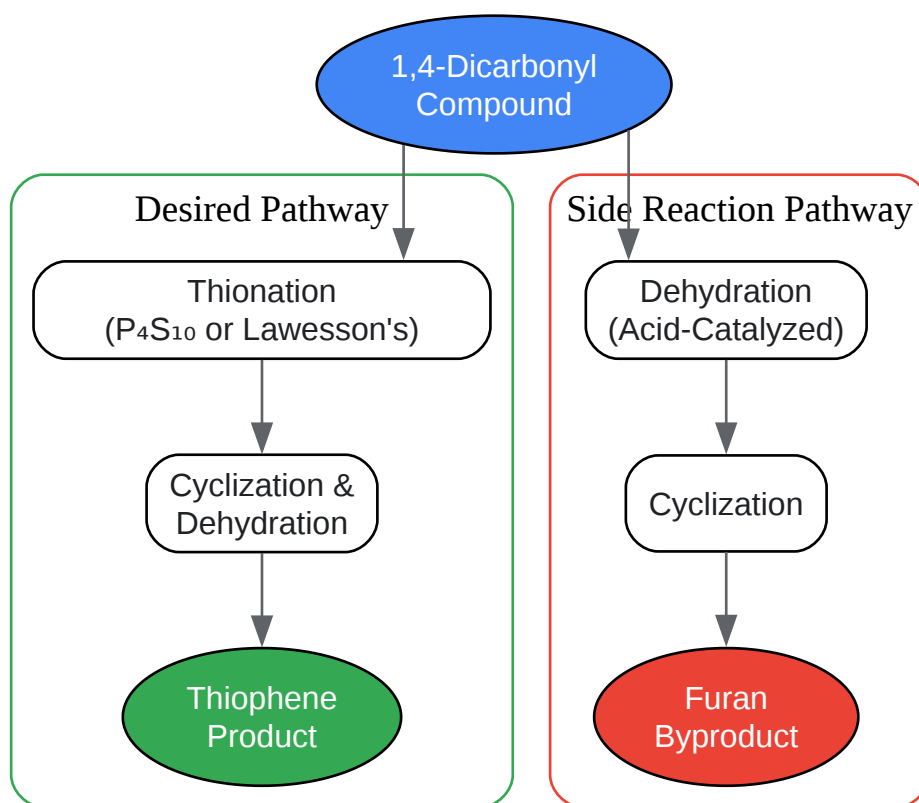 1,4-Dicarbonyl
Compound
Desired Pathway
Side Reaction Pathway
Thionation
(P₄S₁₀ or Lawesson's)
Dehydration
(Acid-Catalyzed)
Cyclization &
Dehydration
Cyclization
Thiophene
Product
Furan
Byproduct